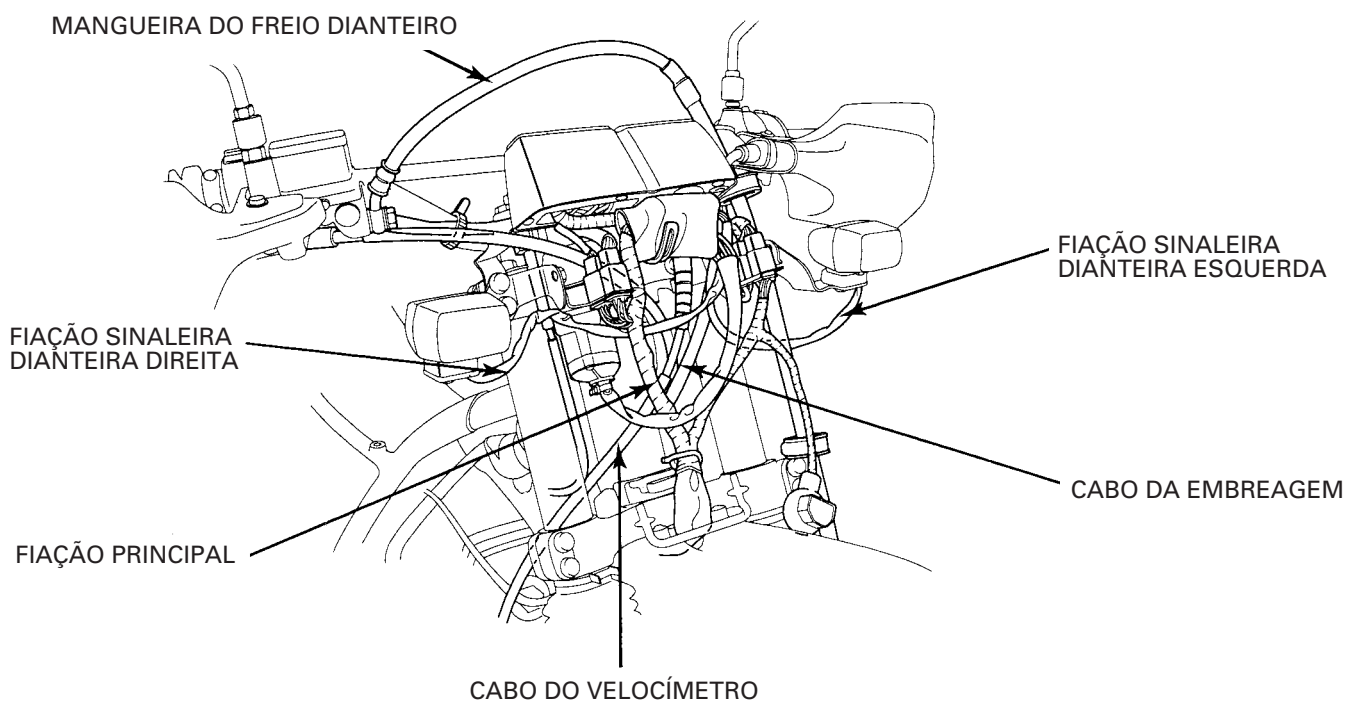 MANGUEIRA DO FREIO DIANTEIRO
FIAÇÃO SINALEIRA
DIANTEIRA ESQUERDA
FIAÇÃO SINALEIRA
DIANTEIRA DIREITA
CABO DA EMBREAGEM
FIAÇÃO PRINCIPAL
CABO DO VELOCÍMETRO